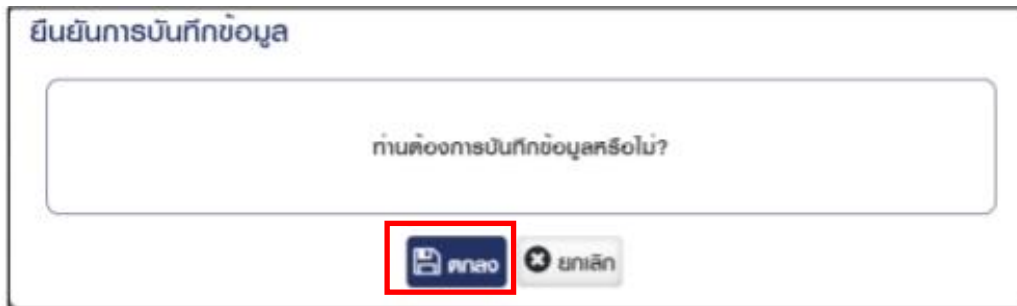 ยืนยันการบันทึกข้อมูล
ท่านต้องการบันทึกข้อมูลหรือไม่?
ตกลง
ยกเลิก